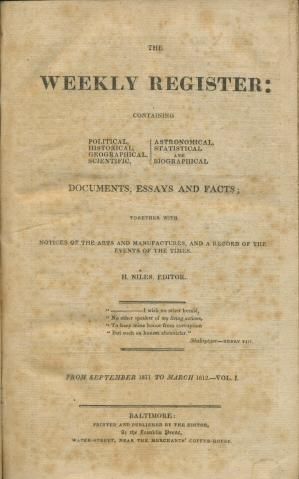 THE
WEEKLY REGISTER:
CONTAINING
POLITICAL, ASTRONOMICAL,
HISTORICAL, STATISTICAL
GEOGRAPHICAL, AND
SCIENTIFIC, BIOGRAPHICAL
DOCUMENTS, ESSAYS AND FACTS;
TOGETHER WITH
NOTICES OF THE ARTS AND MANUFACTURES, AND A RECORD OF THE
EVENTS OF THE TIMES.
H. NILES, EDITOR.
"————I wish no other herald,
"No other speaker of my living actions,
"To keep mine honor from corruption
"But such an honest chronicler."
Shakspeare—HENRY VIII.
FROM SEPTEMBER 1811 TO MARCH 1812.—VOL. I.
BALTIMORE:
PRINTED AND PUBLISHED BY THE EDITOR,
At the Franklin Press,
WATER-STREET, NEAR THE MERCHANTS' COFFEE-HOUSE.